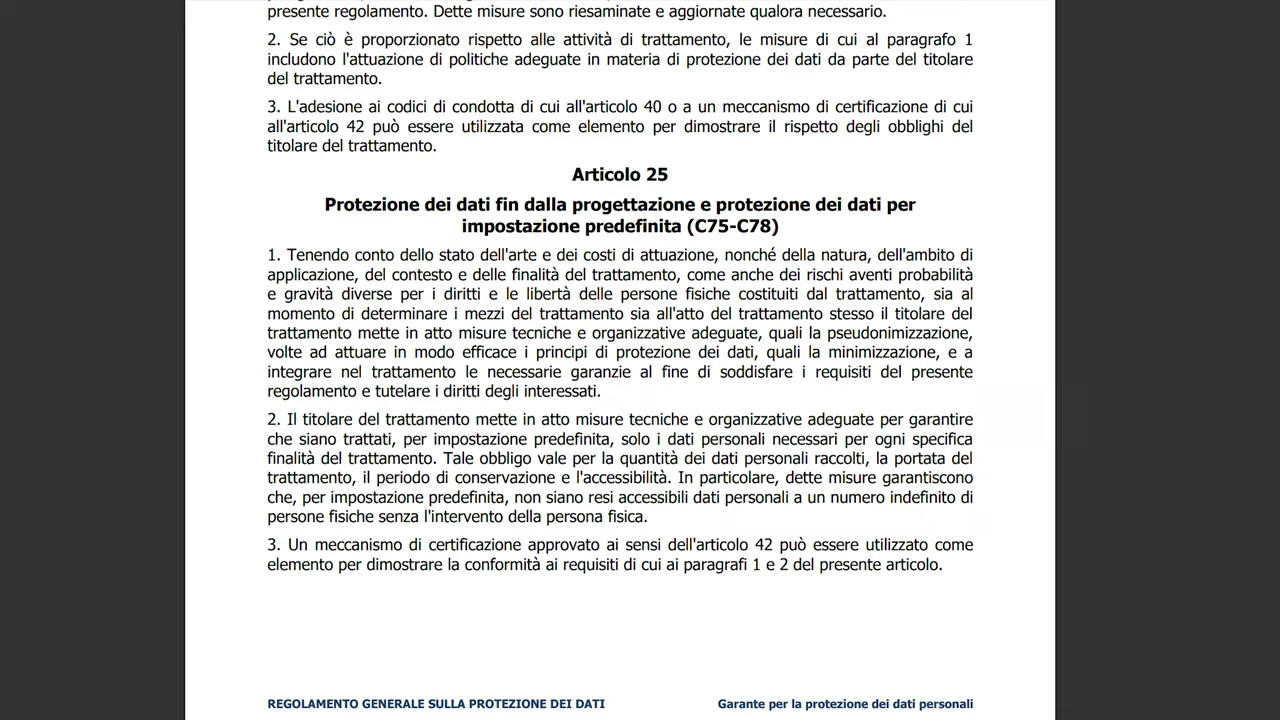 presente regolamento. Dette misure sono riesaminate e aggiornate qualora necessario.
2. Se ciò è proporzionato rispetto alle attività di trattamento, le misure di cui al paragrafo 1
includono l'attuazione di politiche adeguate in materia di protezione dei dati da parte del titolare
del trattamento.
3. L'adesione ai codici di condotta di cui all'articolo 40 o a un meccanismo di certificazione di cui
all'articolo 42 può essere utilizzata come elemento per dimostrare il rispetto degli obblighi del
titolare del trattamento.
Articolo 25
Protezione dei dati fin dalla progettazione e protezione dei dati per
impostazione predefinita (C75-C78)
1. Tenendo conto dello stato dell'arte e dei costi di attuazione, nonché della natura, dell'ambito di
applicazione, del contesto e delle finalità del trattamento, come anche dei rischi aventi probabilità
e gravità diverse per i diritti e le libertà delle persone fisiche costituiti dal trattamento, sia al
momento di determinare i mezzi del trattamento sia all'atto del trattamento stesso il titolare del
trattamento mette in atto misure tecniche e organizzative adeguate, quali la pseudonimizzazione,
volte ad attuare in modo efficace i principi di protezione dei dati, quali la minimizzazione, e a
integrare nel trattamento le necessarie garanzie al fine di soddisfare i requisiti del presente
regolamento e tutelare i diritti degli interessati.
2. Il titolare del trattamento mette in atto misure tecniche e organizzative adeguate per garantire
che siano trattati, per impostazione predefinita, solo i dati personali necessari per ogni specifica
finalità del trattamento. Tale obbligo vale per la quantità dei dati personali raccolti, la portata del
trattamento, il periodo di conservazione e l'accessibilità. In particolare, dette misure garantiscono
che, per impostazione predefinita, non siano resi accessibili dati personali a un numero indefinito di
persone fisiche senza l'intervento della persona fisica.
3. Un meccanismo di certificazione approvato ai sensi dell'articolo 42 può essere utilizzato come
elemento per dimostrare la conformità ai requisiti di cui ai paragrafi 1 e 2 del presente articolo.
REGOLAMENTO GENERALE SULLA PROTEZIONE DEI DATI Garante per la protezione dei dati personali